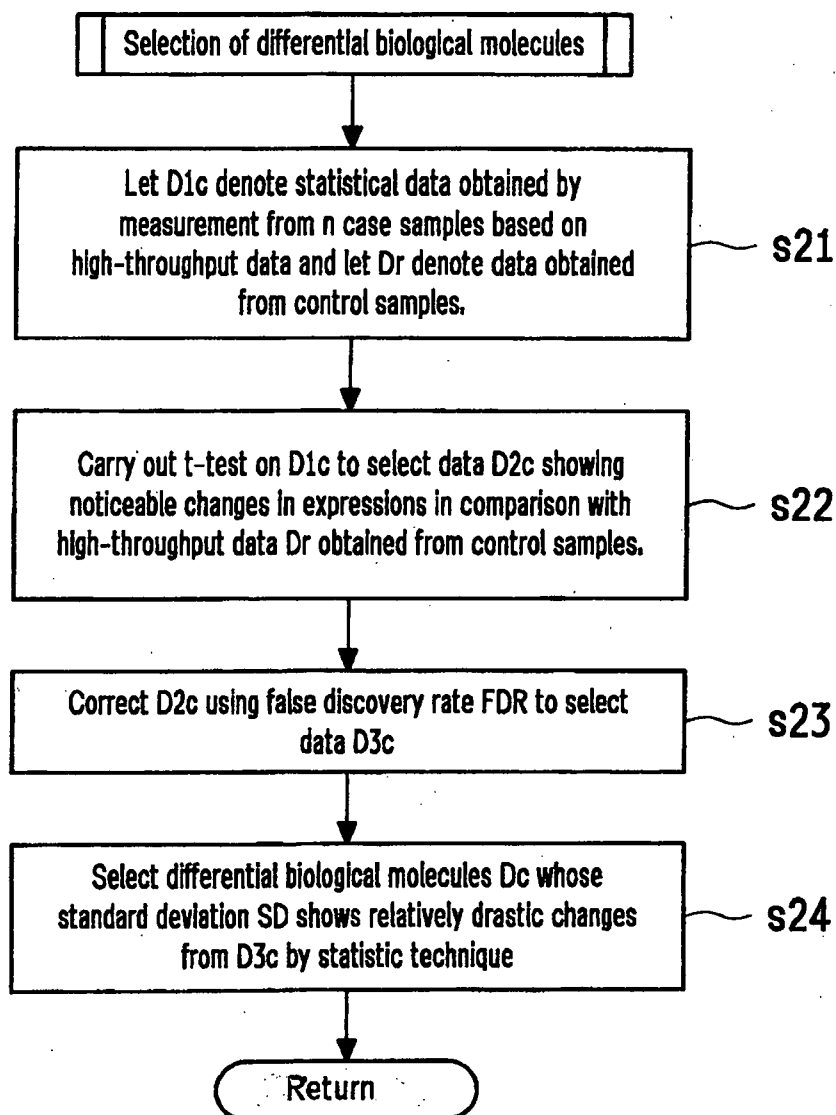 Selection of differential biological molecules
Let D1c denote statistical data obtained by
measurement from n case samples based on
high-throughput data and let Dr denote data obtained
from control samples.
s21
Carry out t-test on D1c to select data D2c showing
noticeable changes in expressions in comparison with
high-throughput data Dr obtained from control samples.
s22
Correct D2c using false discovery rate FDR to select
data D3c
s23
Select differential biological molecules Dc whose
standard deviation SD shows relatively drastic changes
from D3c by statistic technique
s24
Return